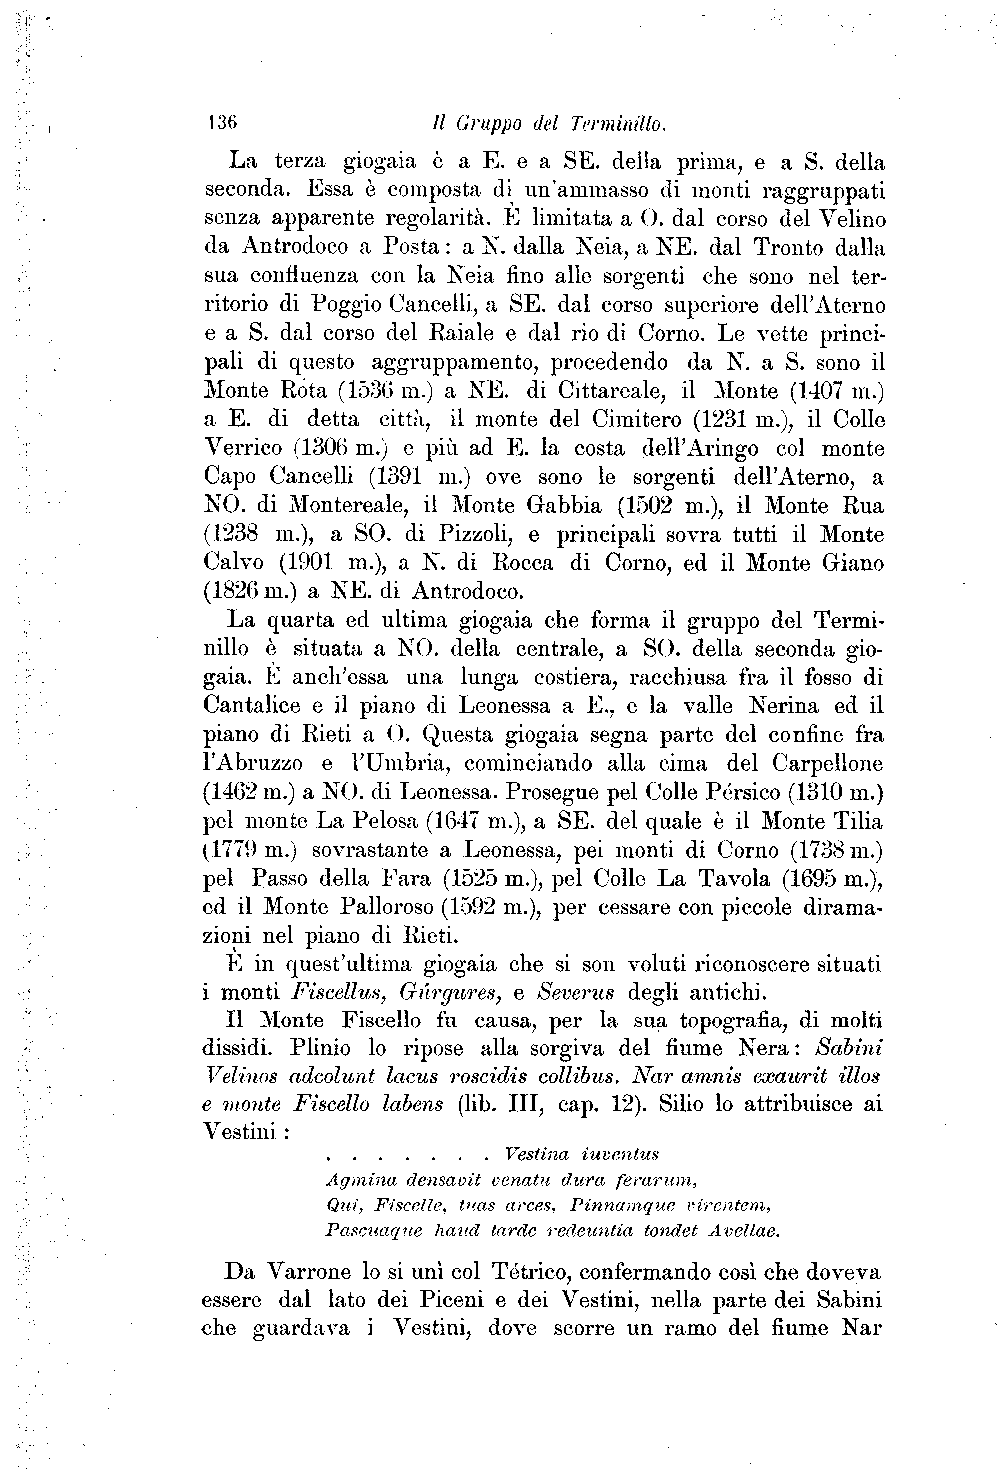 136 Il Gruppo del Terminillo.
La terza giogaia è a E. e a SE. della prima, e a S. della
seconda. Essa è composta di un'ammasso di monti raggruppati
senza apparente regolarità. È limitata a O. dal corso del Velino
da Antrodoco a Posta: a N. dalla Neia, a NE. dal Tronto dalla
sua confluenza con la Neia fino alle sorgenti che sono nel ter-
ritorio di Poggio Cancelli, a SE. dal corso superiore dell'Aterno
e a S. dal corso del Raiale e dal rio di Corno. Le vette princi-
pali di questo aggruppamento, procedendo da N. a S. sono il
Monte Rota (1536 m.) a NE. di Cittareale, il Monte (1407 m.)
a E. di detta città, il monte del Cimitero (1231 m.), il Colle
Verrico (1306 m.) e più ad E. la costa dell'Aringo col monte
Capo Cancelli (1391 m.) ove sono le sorgenti dell'Aterno, a
NO. di Montereale, il Monte Gabbia (1502 m.), il Monte Rua
(1238 m.), a SO. di Pizzoli, e principali sovra tutti il Monte
Calvo (1901 m.), a N. di Rocca di Corno, ed il Monte Giano
(1826 m.) a NE. di Antrodoco.
La quarta ed ultima giogaia che forma il gruppo del Termi-
nillo è situata a NO. della centrale, a SO. della seconda gio-
gaia. È anch'essa una lunga costiera, racchiusa fra il fosso di
Cantalice e il piano di Leonessa a E., e la valle Nerina ed il
piano di Rieti a O. Questa giogaia segna parte del confine fra
l'Abruzzo e l'Umbria, cominciando alla cima del Carpellone
(1462 m.) a NO. di Leonessa. Prosegue pel Colle Pérsico (1310 m.)
pel monte La Pelosa (1647 m.), a SE. del quale è il Monte Tilia
(1779 m.) sovrastante a Leonessa, pei monti di Corno (1738 m.)
pel Passo della Fara (1525 m.), pel Colle La Tavola (1695 m.),
ed il Monte Palloroso (1592 m.), per cessare con piccole dirama-
zioni nel piano di Rieti.
È in quest'ultima giogaia che si son voluti riconoscere situati
i monti Fiscellus, Gúrgures, e Severus degli antichi.
Il Monte Fiscello fu causa, per la sua topografia, di molti
dissidi. Plinio lo ripose alla sorgiva del fiume Nera: Sabini
Velinos adcolunt lacus roscidis collibus. Nar amnis exaurit illos
e monte Fiscello labens (lib. III, cap. 12). Silio lo attribuisce ai
Vestini:
. . . . . . . Vestina iuventus
Agmina densavit venatu dura ferarum,
Qui, Fiscelle, tuas arces, Pinnamque virentem,
Pascuaque haud tarde redeuntia tondet Avellae.
Da Varrone lo si unì col Tétrico, confermando così che doveva
essere dal lato dei Piceni e dei Vestini, nella parte dei Sabini
che guardava i Vestini, dove scorre un ramo del fiume Nar